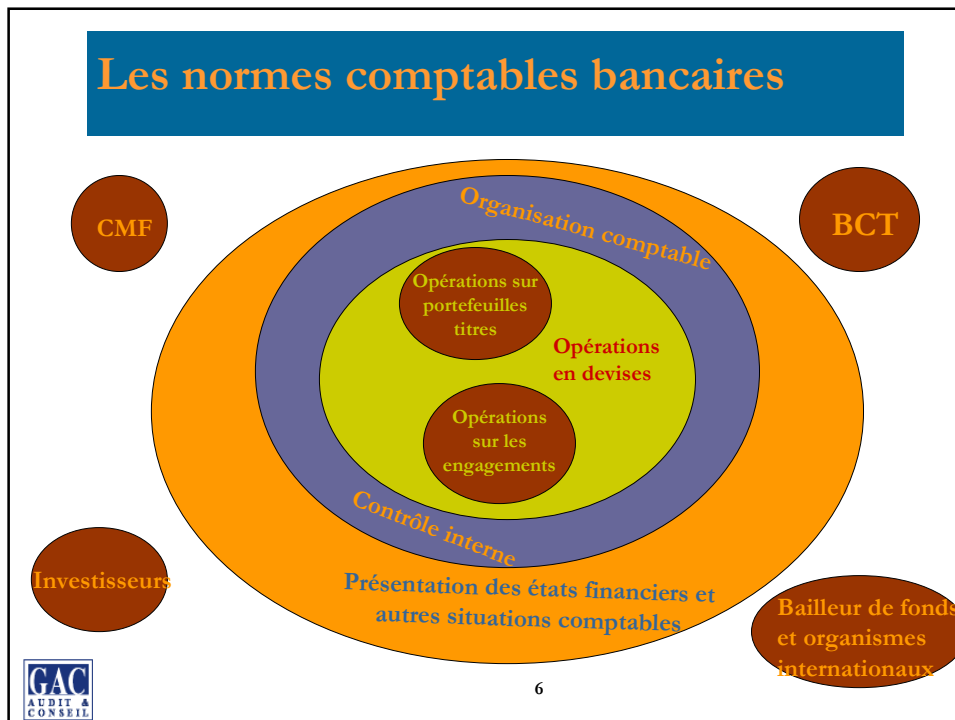 Les normes comptables bancaires
CMF
BCT
Organisation comptable
Opérations sur
portefeuilles
titres
Opérations
en devises
Opérations
sur les
engagements
Contrôle interne
Investisseurs
Présentation des états financiers et
autres situations comptables
Bailleur de fonds
et organismes
internationaux
GAC
AUDIT &
CONSEIL
6